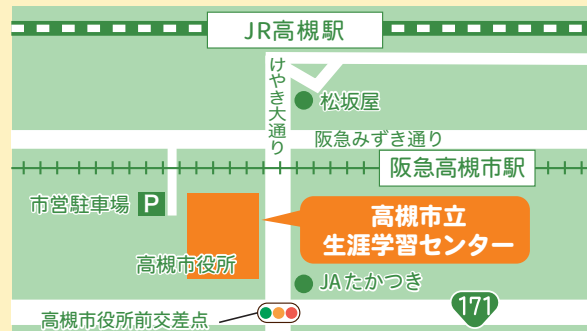 JR高槻駅
けやき大通り
松坂屋
阪急みずき通り
阪急高槻市駅
市営駐車場 P
高槻市立
生涯学習センター
高槻市役所
JAたかつき
171
高槻市役所前交差点